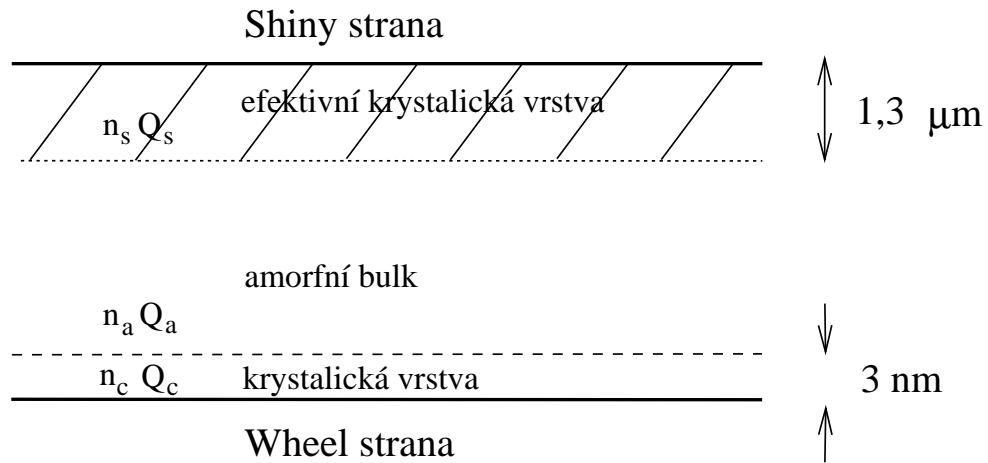 Shiny strana
efektivní krystalická vrstva
n_s Q_s
1,3 μm
amorfní bulk
n_a Q_a
n_c Q_c krystalická vrstva
3 nm
Wheel strana